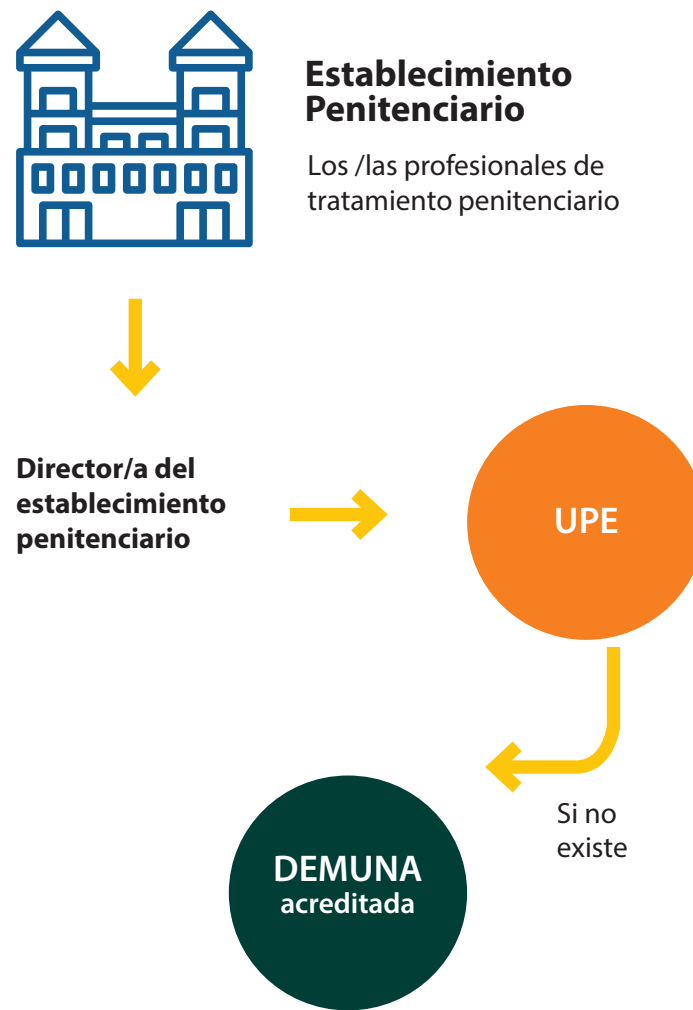 Establecimiento
Penitenciario
Los /las profesionales de
tratamiento penitenciario
Director/a del
establecimiento
penitenciario
UPE
Si no
existe
DEMUNA
acreditada